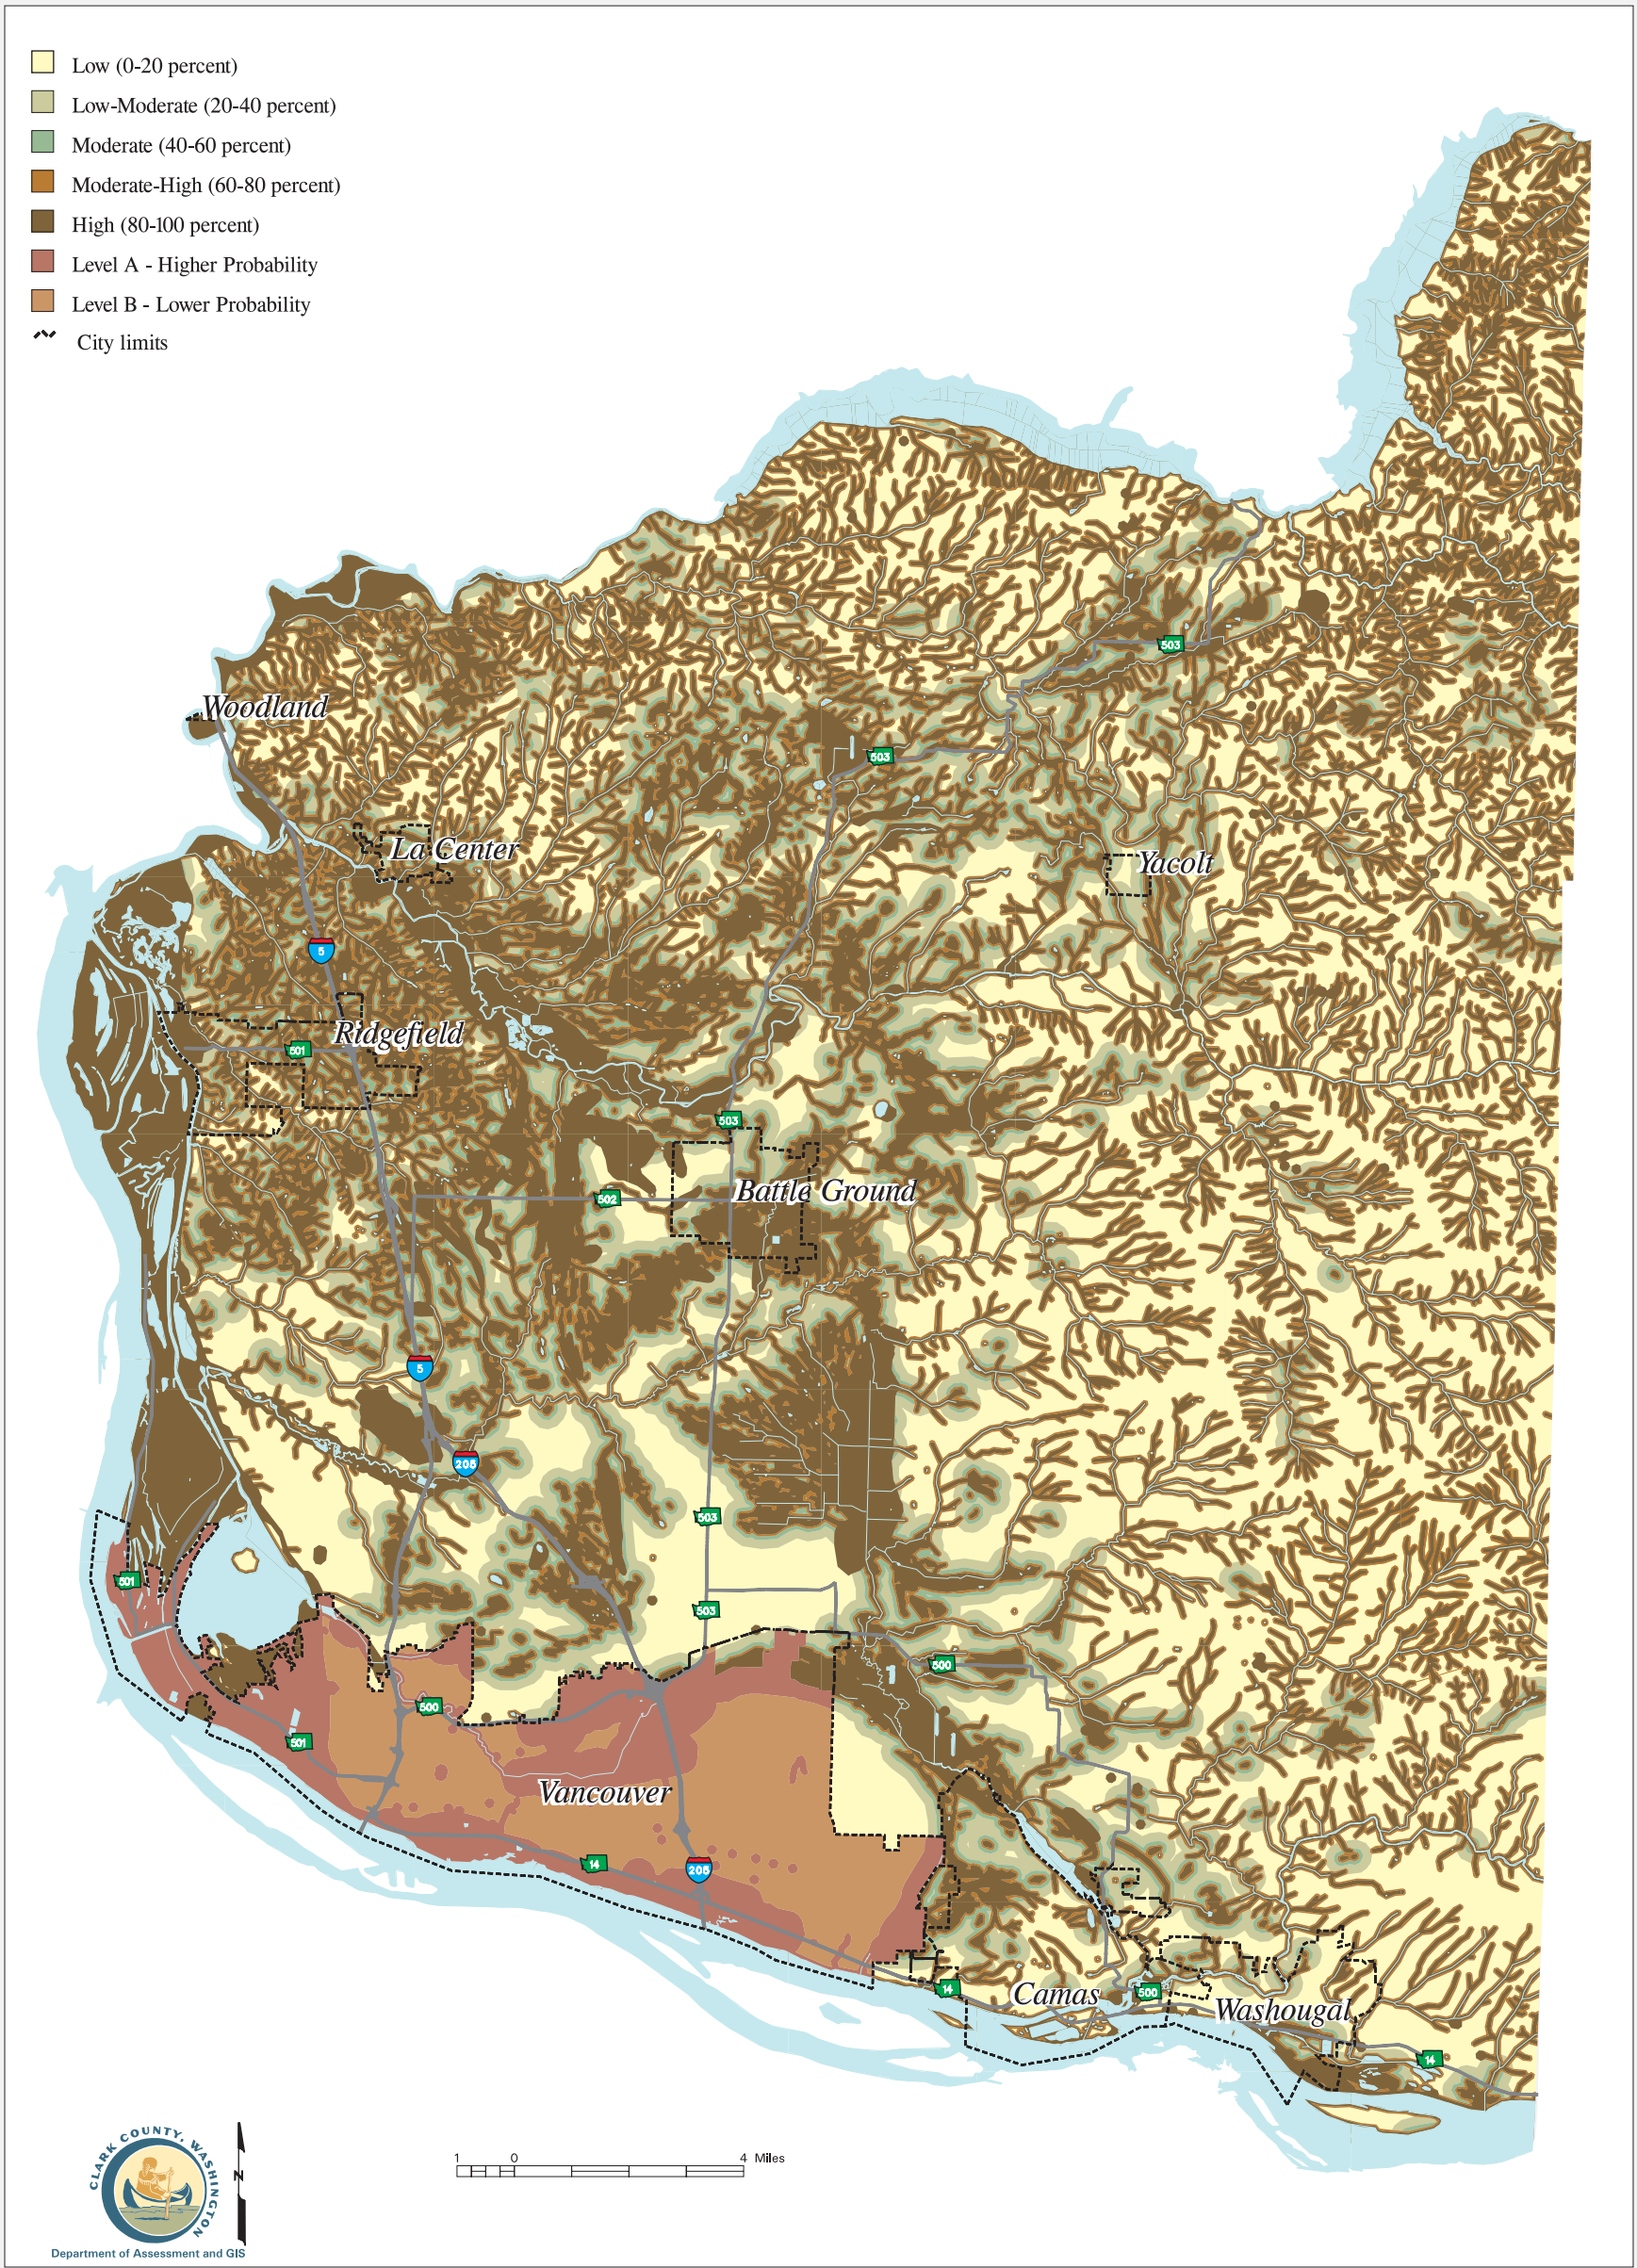 Low (0-20 percent)
Low-Moderate (20-40 percent)
Moderate (40-60 percent)
Moderate-High (60-80 percent)
High (80-100 percent)
Level A - Higher Probability
Level B - Lower Probability
City limits
503
Woodland
503
La Center
Yacolt
5
Ridgefield
501
503
Battle Ground
502
5
205
503
501
503
500
500
501
Vancouver
14
205
14
Camas
500
Washougal
14
CLARK COUNTY, WASHINGTON
N
1 0 4 Miles
Department of Assessment and GIS